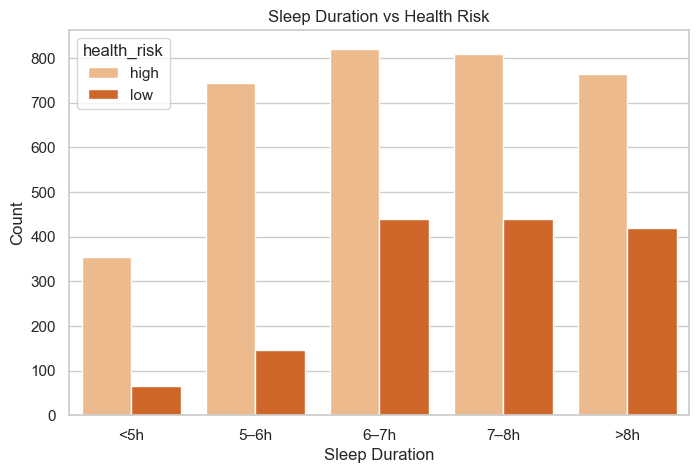 Sleep Duration vs Health Risk
health_risk
high
low
Count
800
700
600
500
400
300
200
100
0
<5h
5–6h
6–7h
7–8h
>8h
Sleep Duration